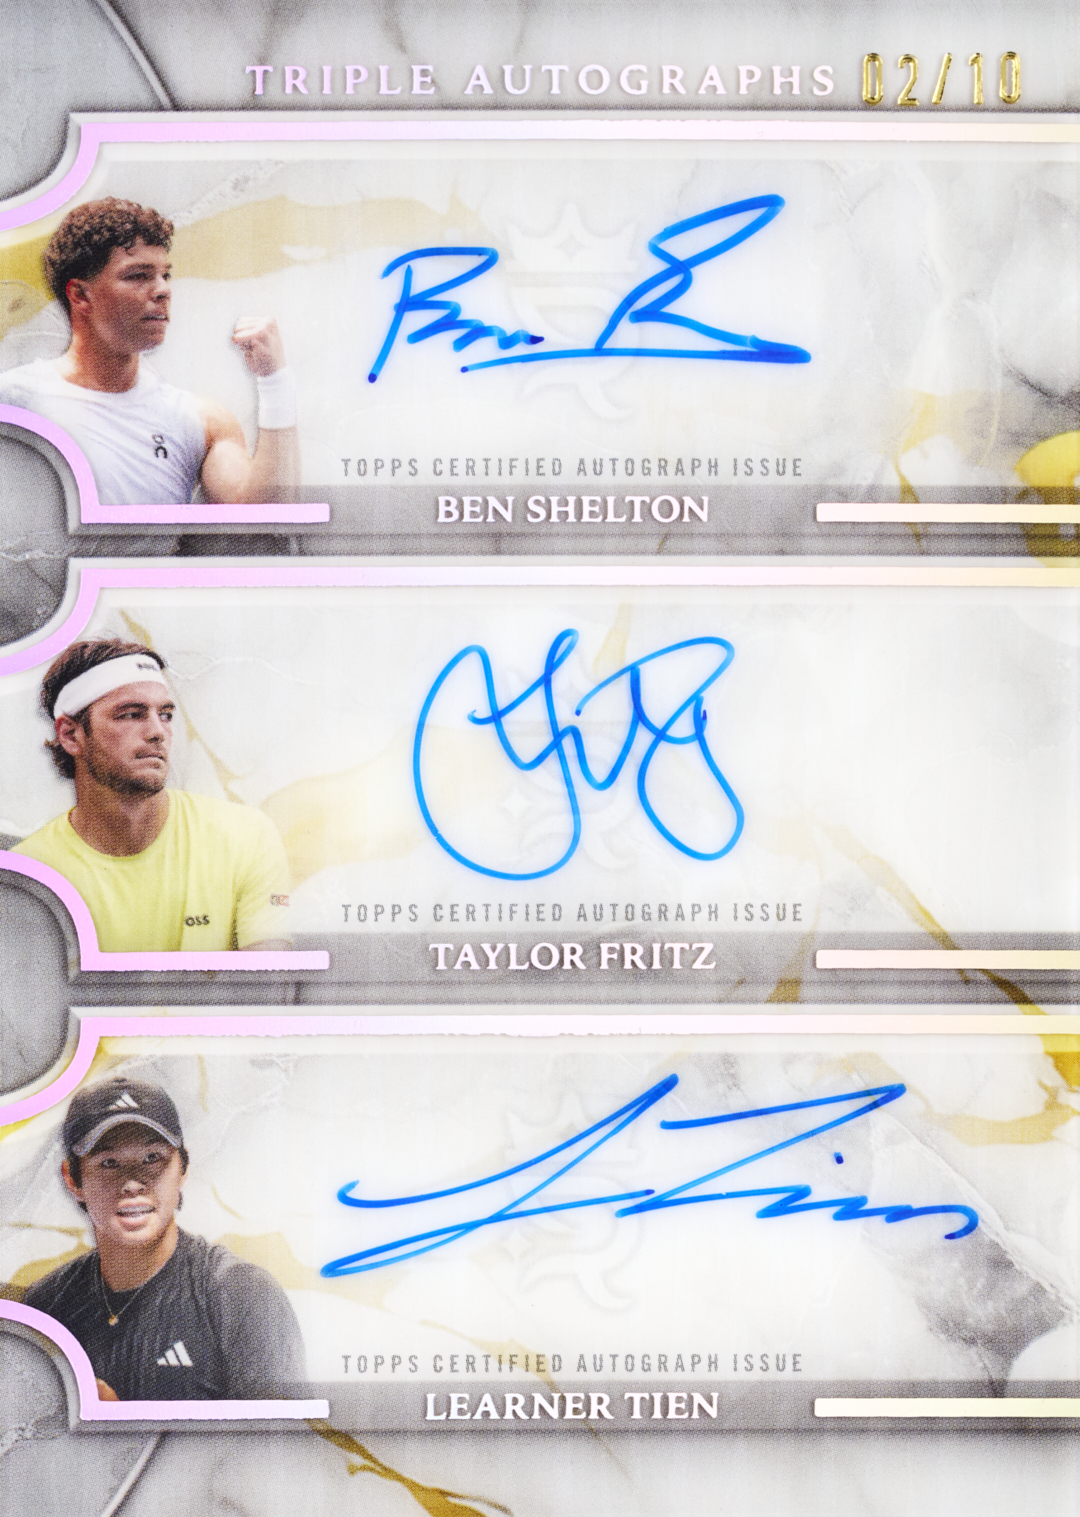 TRIPLE AUTOGRAPHS 02/10
TOPPS CERTIFIED AUTOGRAPH ISSUE
BEN SHELTON
OSS
TOPPS CERTIFIED AUTOGRAPH ISSUE
TAYLOR FRITZ
TOPPS CERTIFIED AUTOGRAPH ISSUE
LEARNER TIEN